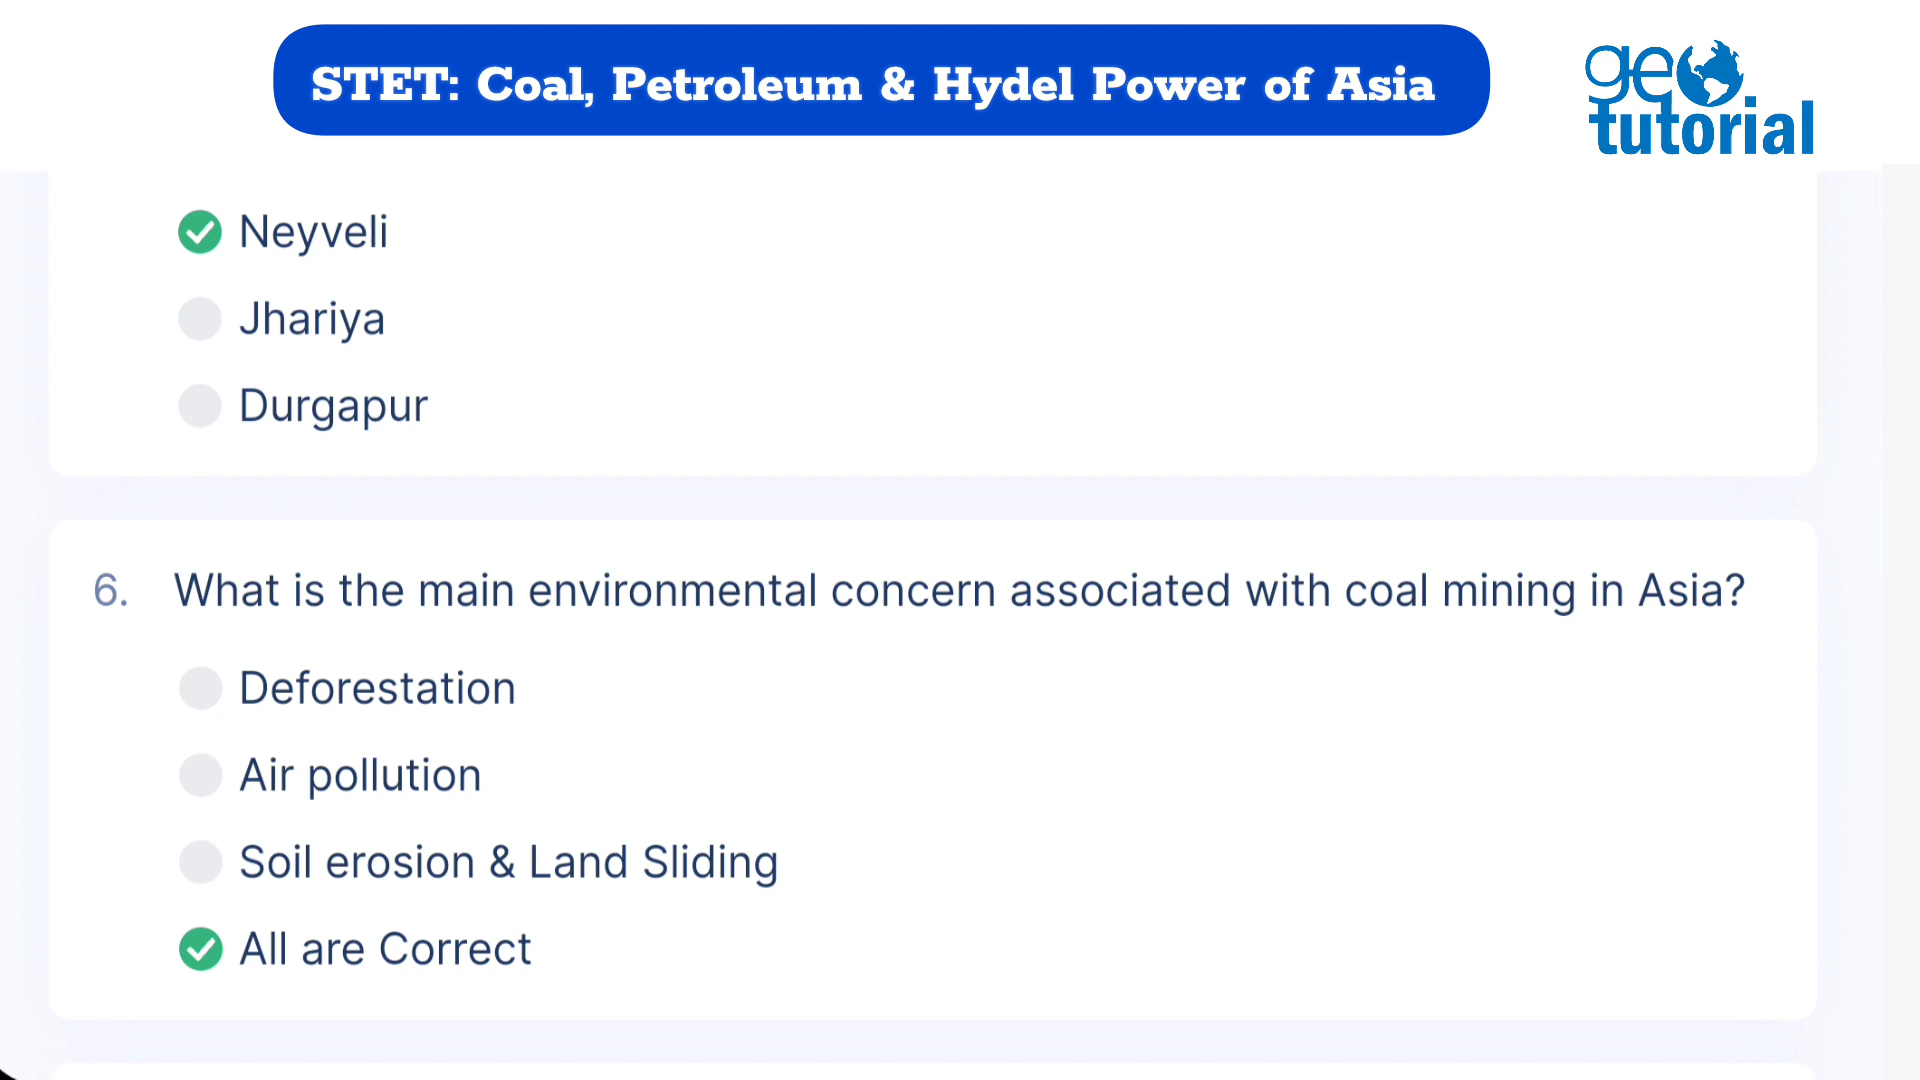 STET: Coal, Petroleum & Hydel Power of Asia
geo
tutorial
Neyveli
Jhariya
Durgapur
6. What is the main environmental concern associated with coal mining in Asia?
Deforestation
Air pollution
Soil erosion & Land Sliding
All are Correct